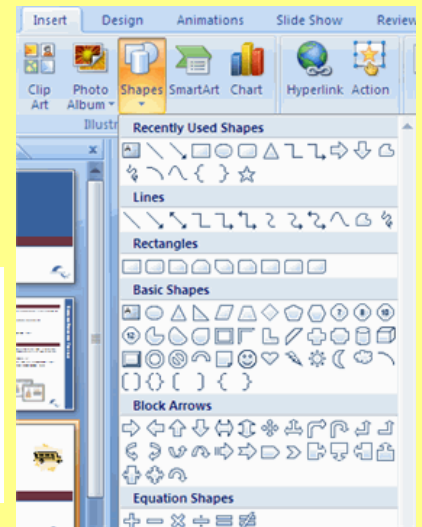 Insert Design Animations Slide Show Review
Clip Art
Photo Album
Shapes
SmartArt
Chart
Hyperlink
Action
Illustr
Recently Used Shapes
Lines
Rectangles
Basic Shapes
Block Arrows
Equation Shapes